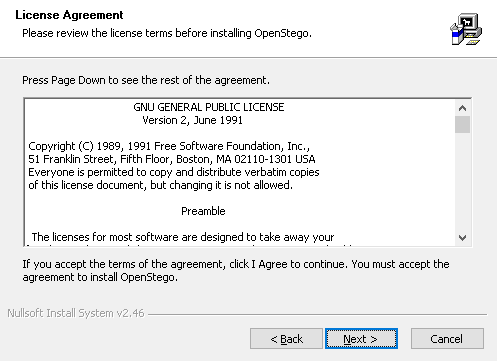 License Agreement
Please review the license terms before installing OpenStego.
Press Page Down to see the rest of the agreement.
GNU GENERAL PUBLIC LICENSE
Version 2, June 1991
Copyright (C) 1989, 1991 Free Software Foundation, Inc.,
51 Franklin Street, Fifth Floor, Boston, MA 02110-1301 USA
Everyone is permitted to copy and distribute verbatim copies
of this license document, but changing it is not allowed.
Preamble
The licenses for most software are designed to take away your
If you accept the terms of the agreement, click I Agree to continue. You must accept the
agreement to install OpenStego.
Nullsoft Install System v2.46
< Back
Next >
Cancel